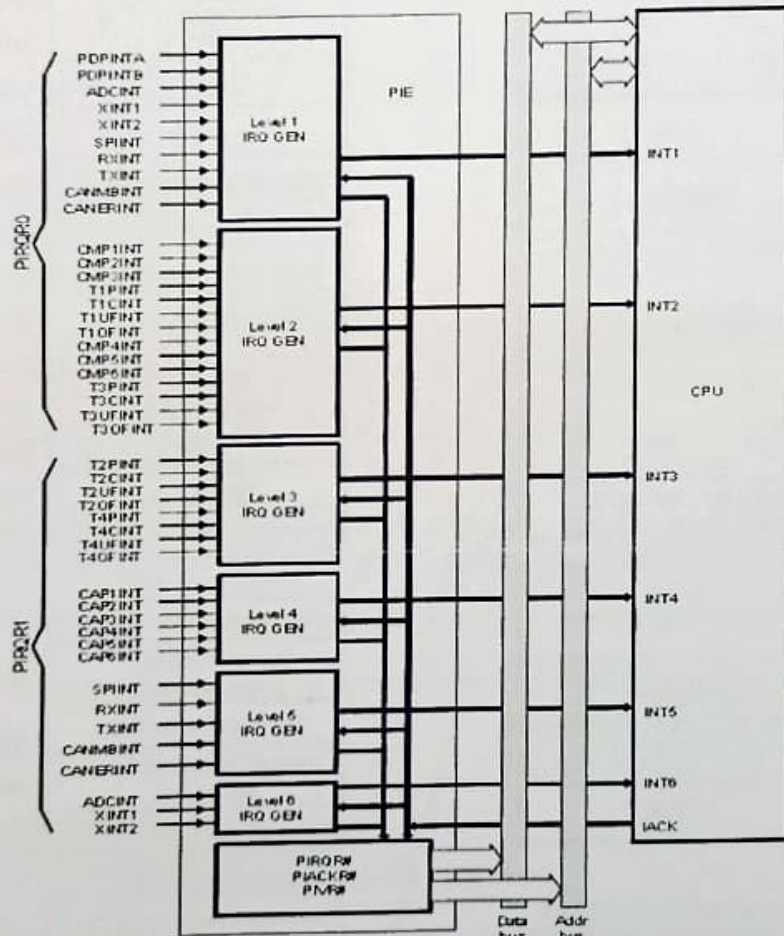 PIRQR0
PDPINTA
PDPINTB
ADCINT
XINT1
XINT2
SPIINT
RXINT
TXINT
CANMBINT
CANERINT
Level 1
IRQ GEN
PIE
INT1
CMP1INT
CMP2INT
CMP3INT
T1PINT
T1CINT
T1UFINT
T1OFINT
CMP4INT
CMP5INT
CMP6INT
T3PINT
T3CINT
T3UFINT
T3OFINT
Level 2
IRQ GEN
INT2
CPU
PIRQR1
T2PINT
T2CINT
T2UFINT
T2OFINT
T4PINT
T4CINT
T4UFINT
T4OFINT
Level 3
IRQ GEN
INT3
CAP1INT
CAP2INT
CAP3INT
CAP4INT
CAP5INT
CAP6INT
Level 4
IRQ GEN
INT4
SPIINT
RXINT
TXINT
CANMBINT
CANERINT
Level 5
IRQ GEN
INT5
ADCINT
XINT1
XINT2
Level 6
IRQ GEN
INT6
IACK
PIRQR#
PIACKR#
PIVR#
Data
bus
Addr
bus